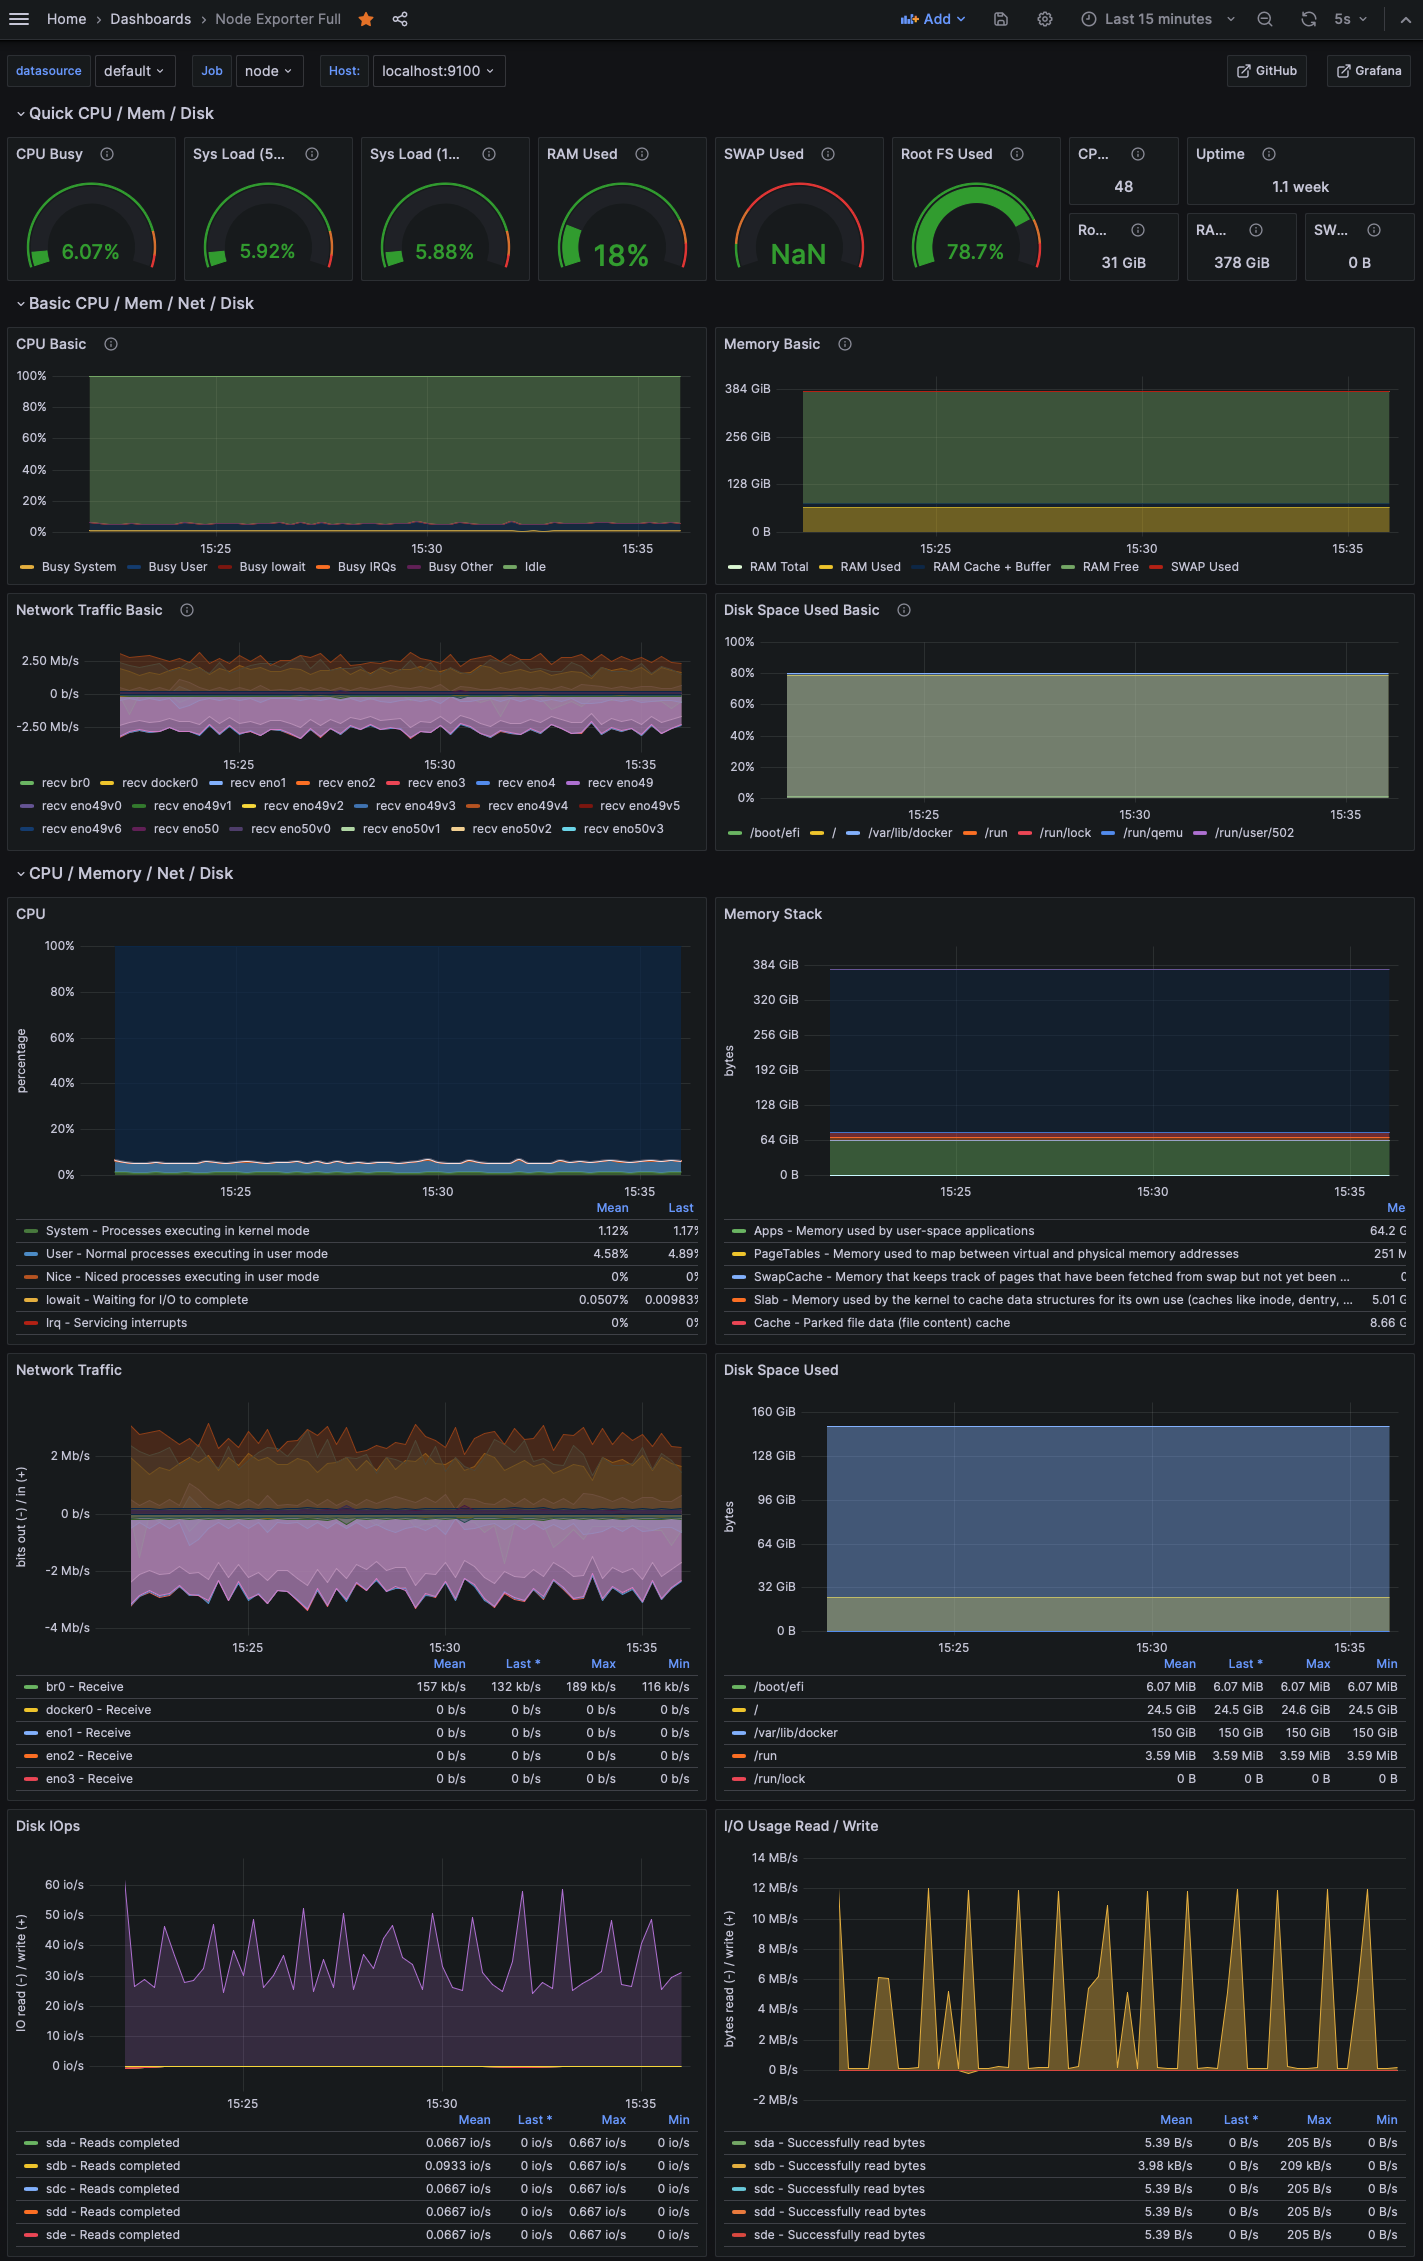 Home › Dashboards › Node Exporter Full Add Last 15 minutes 5s
datasource default Job node Host: localhost:9100 GitHub Grafana
Quick CPU / Mem / Disk
CPU Busy Sys Load (5... Sys Load (1... RAM Used SWAP Used Root FS Used CP... Uptime
48 1.1 week
6.07% 5.92% 5.88% 18% NaN 78.7%
Ro... RA... SW...
31 GiB 378 GiB 0 B
Basic CPU / Mem / Net / Disk
CPU Basic
100%
80%
60%
40%
20%
0%
15:25 15:30 15:35
Busy System Busy User Busy Iowait Busy IRQs Busy Other Idle
Memory Basic
384 GiB
256 GiB
128 GiB
0 B
15:25 15:30 15:35
RAM Total RAM Used RAM Cache + Buffer RAM Free SWAP Used
Network Traffic Basic
2.50 Mb/s
0 b/s
-2.50 Mb/s
15:25 15:30 15:35
recv br0 recv docker0 recv eno1 recv eno2 recv eno3 recv eno4 recv eno49
recv eno49v0 recv eno49v1 recv eno49v2 recv eno49v3 recv eno49v4 recv eno49v5
recv eno49v6 recv eno50 recv eno50v0 recv eno50v1 recv eno50v2 recv eno50v3
Disk Space Used Basic
100%
80%
60%
40%
20%
0%
15:25 15:30 15:35
/boot/efi / /var/lib/docker /run /run/lock /run/qemu /run/user/502
CPU / Memory / Net / Disk
CPU
percentage
100%
80%
60%
40%
20%
0%
15:25 15:30 15:35
Mean Last
System - Processes executing in kernel mode 1.12% 1.17%
User - Normal processes executing in user mode 4.58% 4.89%
Nice - Niced processes executing in user mode 0% 0%
Iowait - Waiting for I/O to complete 0.0507% 0.00983%
Irq - Servicing interrupts 0% 0%
Memory Stack
bytes
384 GiB
320 GiB
256 GiB
192 GiB
128 GiB
64 GiB
0 B
15:25 15:30 15:35
Me
Apps - Memory used by user-space applications 64.2 G
PageTables - Memory used to map between virtual and physical memory addresses 251 M
SwapCache - Memory that keeps track of pages that have been fetched from swap but not yet been ... 0
Slab - Memory used by the kernel to cache data structures for its own use (caches like inode, dentry, ... 5.01 G
Cache - Parked file data (file content) cache 8.66 G
Network Traffic
bits out (-) / in (+)
2 Mb/s
0 b/s
-2 Mb/s
-4 Mb/s
15:25 15:30 15:35
Mean Last * Max Min
br0 - Receive 157 kb/s 132 kb/s 189 kb/s 116 kb/s
docker0 - Receive 0 b/s 0 b/s 0 b/s 0 b/s
eno1 - Receive 0 b/s 0 b/s 0 b/s 0 b/s
eno2 - Receive 0 b/s 0 b/s 0 b/s 0 b/s
eno3 - Receive 0 b/s 0 b/s 0 b/s 0 b/s
Disk Space Used
bytes
160 GiB
128 GiB
96 GiB
64 GiB
32 GiB
0 B
15:25 15:30 15:35
Mean Last * Max Min
/boot/efi 6.07 MiB 6.07 MiB 6.07 MiB 6.07 MiB
/ 24.5 GiB 24.5 GiB 24.6 GiB 24.5 GiB
/var/lib/docker 150 GiB 150 GiB 150 GiB 150 GiB
/run 3.59 MiB 3.59 MiB 3.59 MiB 3.59 MiB
/run/lock 0 B 0 B 0 B 0 B
Disk IOps
IO read (-) / write (+)
60 io/s
50 io/s
40 io/s
30 io/s
20 io/s
10 io/s
0 io/s
15:25 15:30 15:35
Mean Last * Max Min
sda - Reads completed 0.0667 io/s 0 io/s 0.667 io/s 0 io/s
sdb - Reads completed 0.0933 io/s 0 io/s 0.667 io/s 0 io/s
sdc - Reads completed 0.0667 io/s 0 io/s 0.667 io/s 0 io/s
sdd - Reads completed 0.0667 io/s 0 io/s 0.667 io/s 0 io/s
sde - Reads completed 0.0667 io/s 0 io/s 0.667 io/s 0 io/s
I/O Usage Read / Write
bytes read (-) / write (+)
14 MB/s
12 MB/s
10 MB/s
8 MB/s
6 MB/s
4 MB/s
2 MB/s
0 B/s
-2 MB/s
Mean Last * Max Min
sda - Successfully read bytes 5.39 B/s 0 B/s 205 B/s 0 B/s
sdb - Successfully read bytes 3.98 kB/s 0 B/s 209 kB/s 0 B/s
sdc - Successfully read bytes 5.39 B/s 0 B/s 205 B/s 0 B/s
sdd - Successfully read bytes 5.39 B/s 0 B/s 205 B/s 0 B/s
sde - Successfully read bytes 5.39 B/s 0 B/s 205 B/s 0 B/s